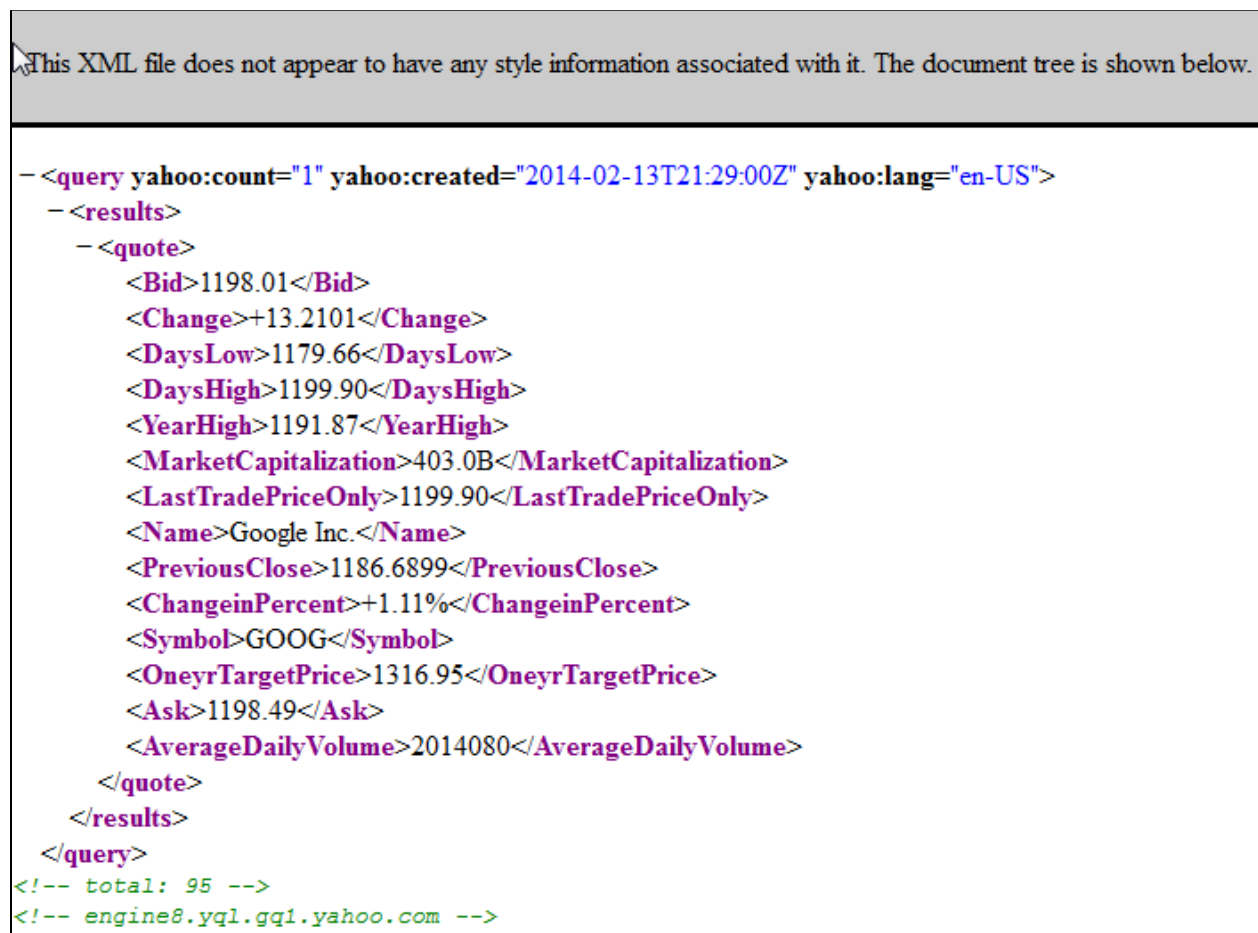 This XML file does not appear to have any style information associated with it. The document tree is shown below.
−<query yahoo:count="1" yahoo:created="2014-02-13T21:29:00Z" yahoo:lang="en-US">
−<results>
−<quote>
<Bid>1198.01</Bid>
<Change>+13.2101</Change>
<DaysLow>1179.66</DaysLow>
<DaysHigh>1199.90</DaysHigh>
<YearHigh>1191.87</YearHigh>
<MarketCapitalization>403.0B</MarketCapitalization>
<LastTradePriceOnly>1199.90</LastTradePriceOnly>
<Name>Google Inc.</Name>
<PreviousClose>1186.6899</PreviousClose>
<ChangeinPercent>+1.11%</ChangeinPercent>
<Symbol>GOOG</Symbol>
<OneyrTargetPrice>1316.95</OneyrTargetPrice>
<Ask>1198.49</Ask>
<AverageDailyVolume>2014080</AverageDailyVolume>
</quote>
</results>
</query>
<!-- total: 95 -->
<!-- engine8.yql.gq1.yahoo.com -->